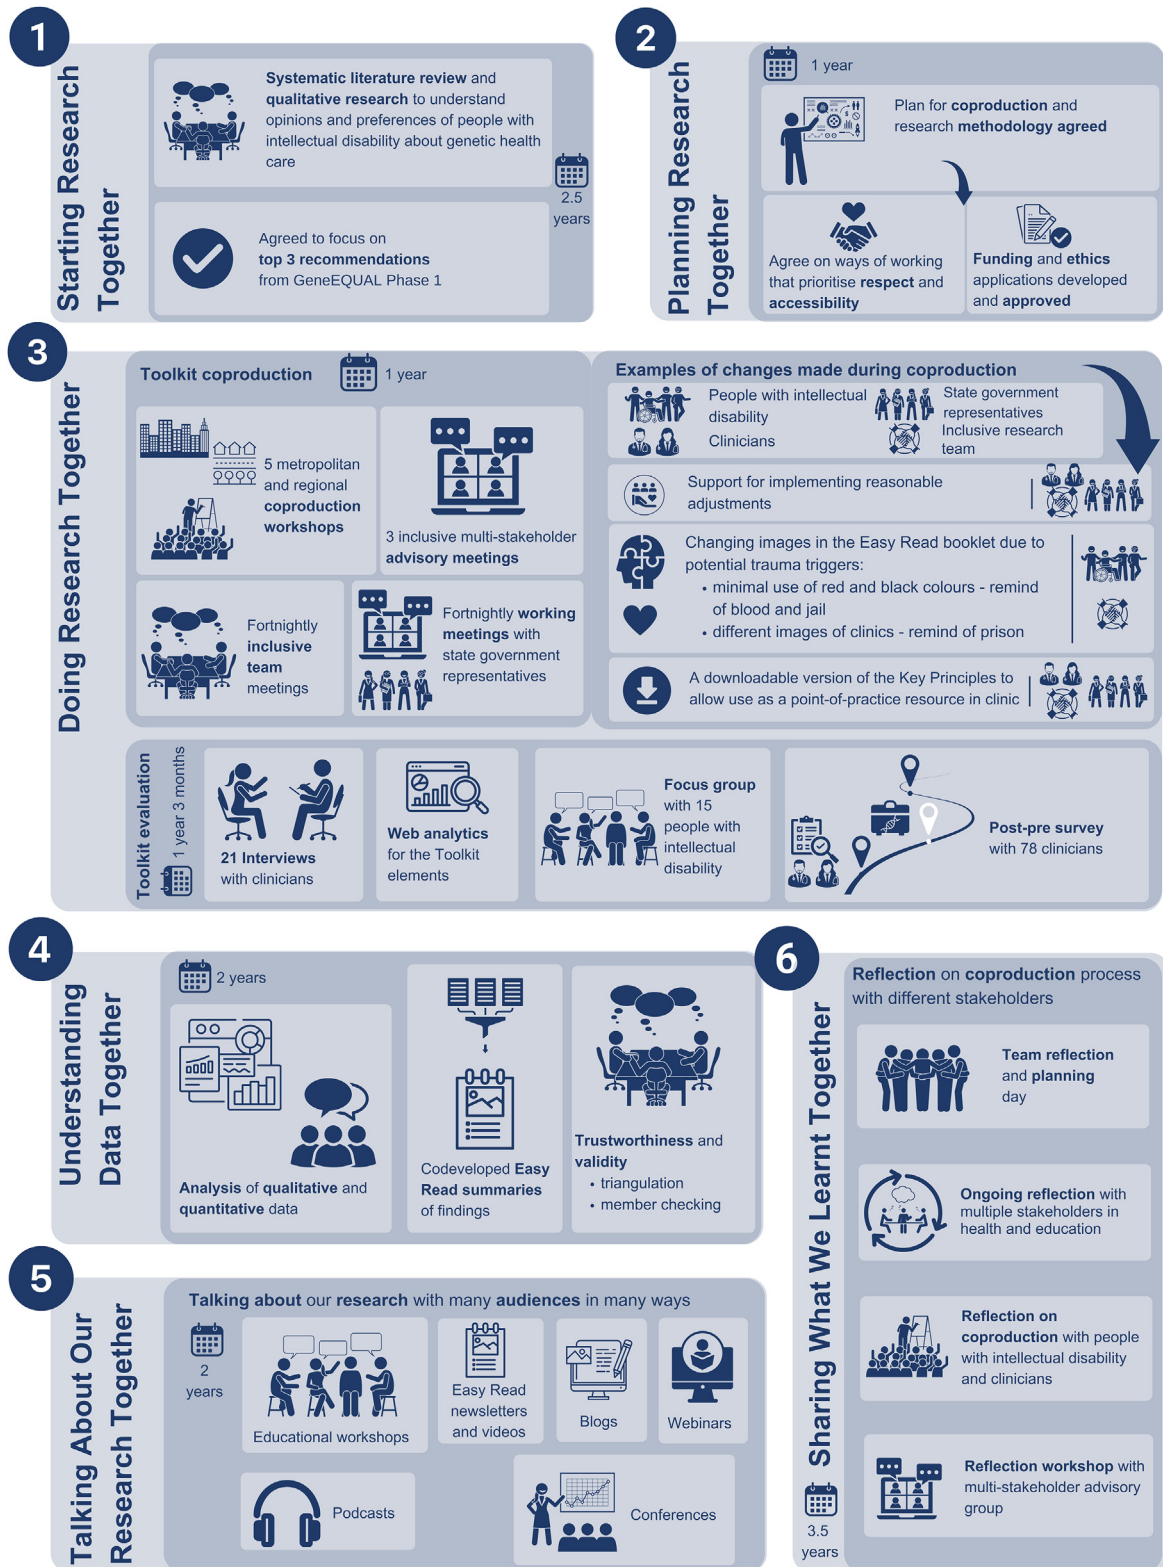 1
Starting Research
Together
Systematic literature review and
qualitative research to understand
opinions and preferences of people with
intellectual disability about genetic health
care
2.5
years
Agreed to focus on
top 3 recommendations
from GeneEQUAL Phase 1
2
Planning Research
Together
1 year
Plan for coproduction and
research methodology agreed
Agree on ways of working
that prioritise respect and
accessibility
Funding and ethics
applications developed
and approved
3
Doing Research Together
Toolkit coproduction
1 year
5 metropolitan
and regional
coproduction
workshops
3 inclusive multi-stakeholder
advisory meetings
Fortnightly
inclusive
team
meetings
Fortnightly working
meetings with
state government
representatives
Examples of changes made during coproduction
People with intellectual
disability
Clinicians
State government
representatives
Inclusive research
team
Support for implementing reasonable
adjustments
Changing images in the Easy Read booklet due to
potential trauma triggers:
• minimal use of red and black colours - remind
of blood and jail
• different images of clinics - remind of prison
A downloadable version of the Key Principles to
allow use as a point-of-practice resource in clinic
Toolkit evaluation
1 year 3 months
21 Interviews
with clinicians
Web analytics
for the Toolkit
elements
Focus group
with 15
people with
intellectual
disability
Post-pre survey
with 78 clinicians
4
Understanding
Data Together
2 years
Analysis of qualitative and
quantitative data
Codeveloped Easy
Read summaries
of findings
Trustworthiness and
validity
• triangulation
• member checking
5
Talking About Our
Research Together
Talking about our research with many audiences in many ways
2
years
Educational workshops
Easy Read
newsletters
and videos
Blogs
Webinars
Podcasts
Conferences
6
Sharing What We Learnt Together
3.5
years
Reflection on coproduction process
with different stakeholders
Team reflection
and planning
day
Ongoing reflection with
multiple stakeholders in
health and education
Reflection on
coproduction with people
with intellectual disability
and clinicians
Reflection workshop with
multi-stakeholder advisory
group